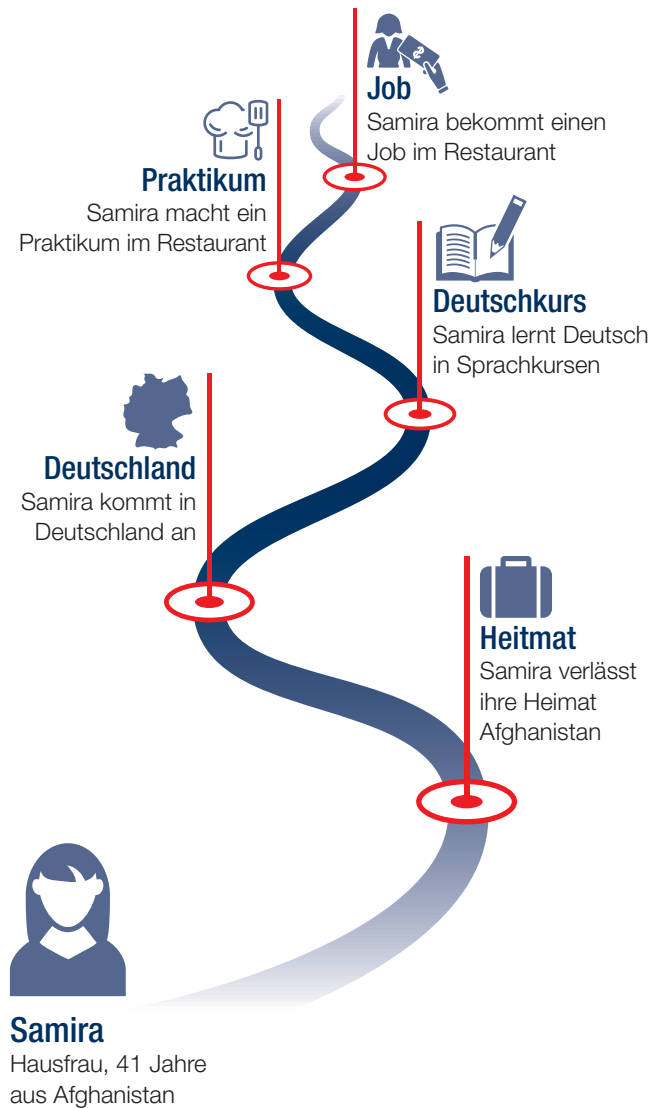 Job
Samira bekommt einen
Job im Restaurant
Praktikum
Samira macht ein
Praktikum im Restaurant
Deutschkurs
Samira lernt Deutsch
in Sprachkursen
Deutschland
Samira kommt in
Deutschland an
Heitmat
Samira verlässt
ihre Heimat
Afghanistan
Samira
Hausfrau, 41 Jahre
aus Afghanistan